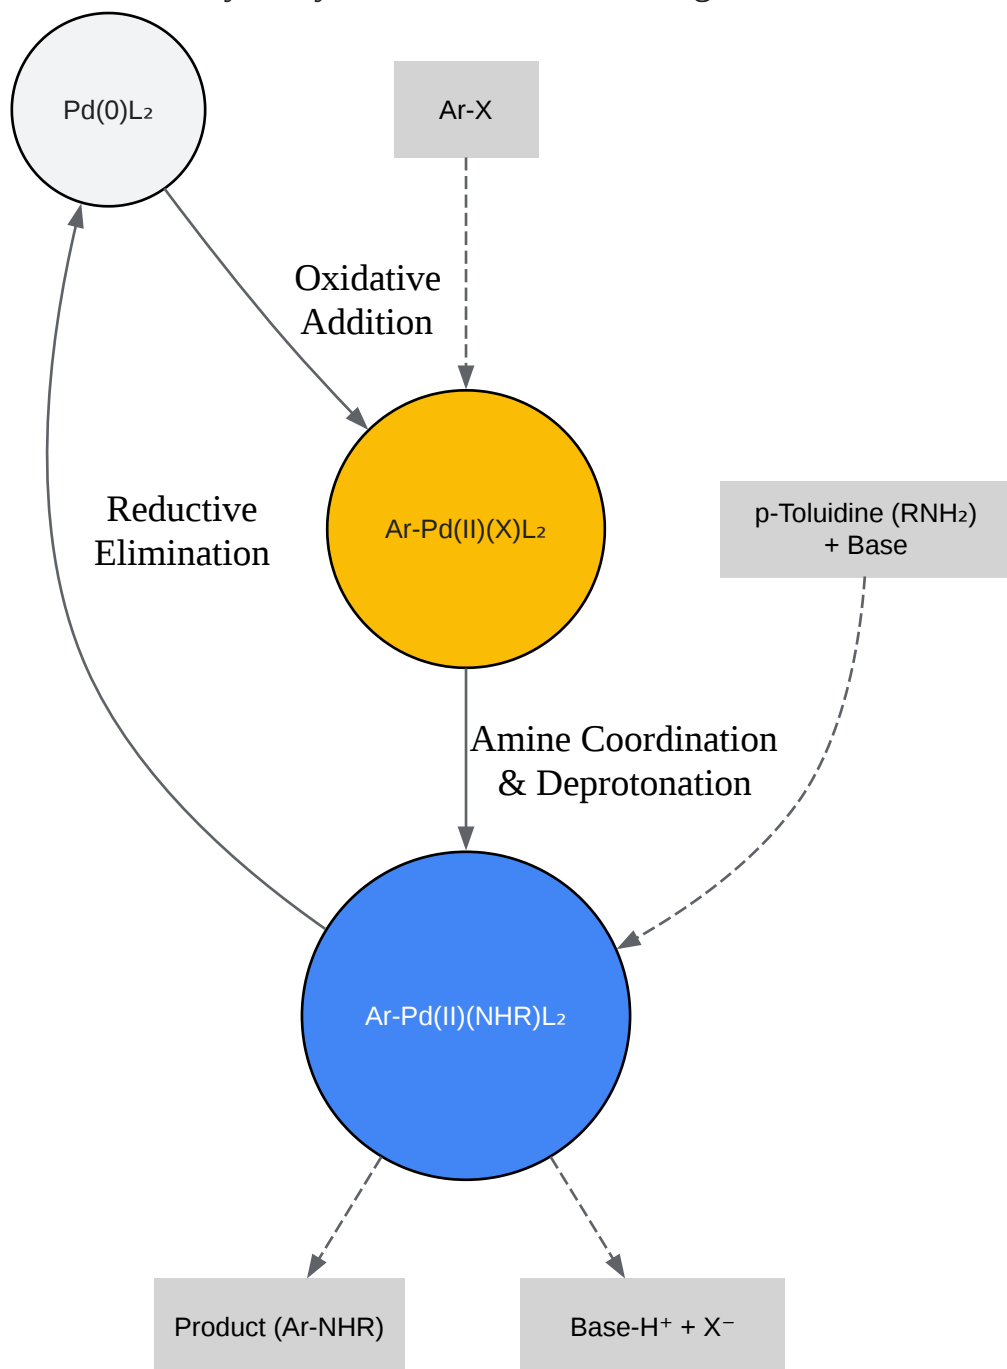 Pd(0)L₂
Ar-X
Oxidative
Addition
Reductive
Elimination
Ar-Pd(II)(X)L₂
p-Toluidine (RNH₂)
+ Base
Amine Coordination
& Deprotonation
Ar-Pd(II)(NHR)L₂
Product (Ar-NHR)
Base-H⁺ + X⁻